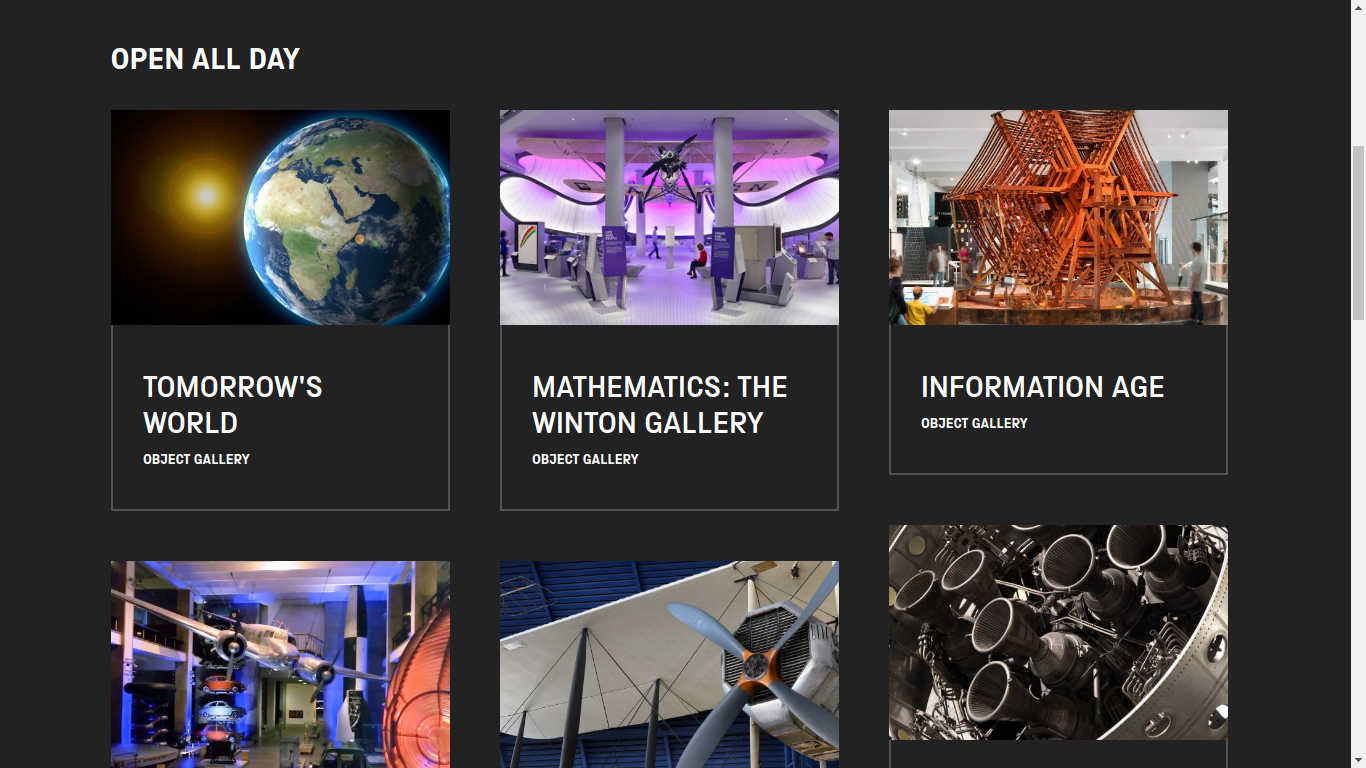 OPEN ALL DAY
TOMORROW'S
WORLD
OBJECT GALLERY
MATHEMATICS: THE
WINTON GALLERY
OBJECT GALLERY
INFORMATION AGE
OBJECT GALLERY